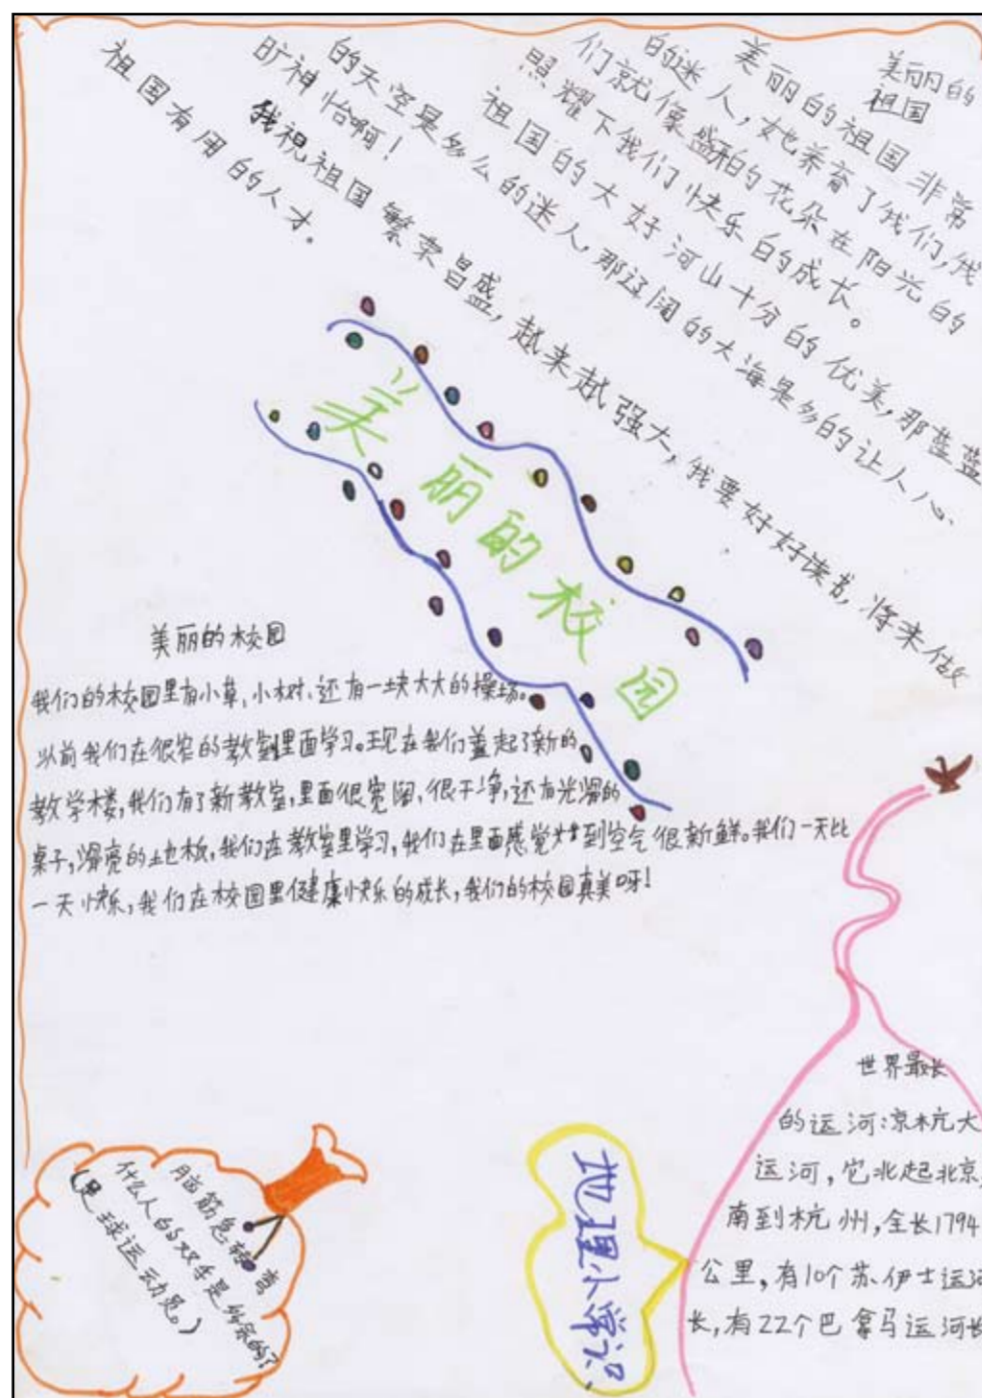 美丽的
祖国
美丽的祖国非常
的迷人,她养育了我们,我
们就像盛开的花朵在阳光的
照耀下我们快乐的成长。
祖国的大好河山十分的优美,那蓝蓝
的天空是多么的迷人,那辽阔的大海是多的让人心
旷神怡啊!
我祝祖国繁荣昌盛,越来越强大,我要好好读书,将来做
祖国有用的人才。
美丽的校园
美丽的校园
我们的校园里有小草、小树、还有一块大大的操场。
以前我们在很窄的教室里面学习。现在我们盖起了新的
教学楼,我们有了新教室,里面很宽阔、很干净,还有光滑的
桌子,滑亮的土地板,我们在教室里学习,我们在里面感觉到空气很新鲜。我们一天比
一天快乐,我们在校园里健康快乐的成长,我们的校园真美呀!
世界最长
的运河:京杭大
运河,它北起北京,
南到杭州,全长1794
公里,有10个苏伊士运河
长,有22个巴拿马运河长
地理小常识
脑筋急转弯
什么人的双手是多余的?
(足球运动员。)